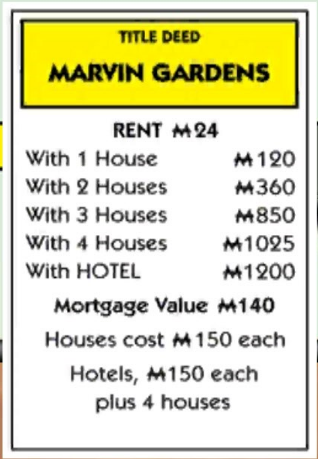 TITLE DEED
MARVIN GARDENS
RENT ₩24
With 1 House ₩120
With 2 Houses ₩360
With 3 Houses ₩850
With 4 Houses ₩1025
With HOTEL ₩1200
Mortgage Value ₩140
Houses cost ₩150 each
Hotels, ₩150 each
plus 4 houses